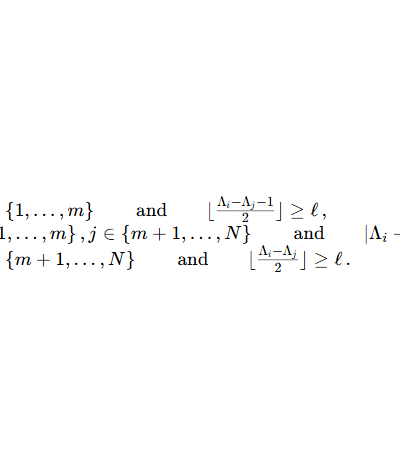 {1, …, m} and ⌊(Λ_i−Λ_j−1)/2⌋ ≥ ℓ,
1, …, m}, j ∈ {m + 1, …, N} and |Λ_i −
{m + 1, …, N} and ⌊(Λ_i−Λ_j)/2⌋ ≥ ℓ.